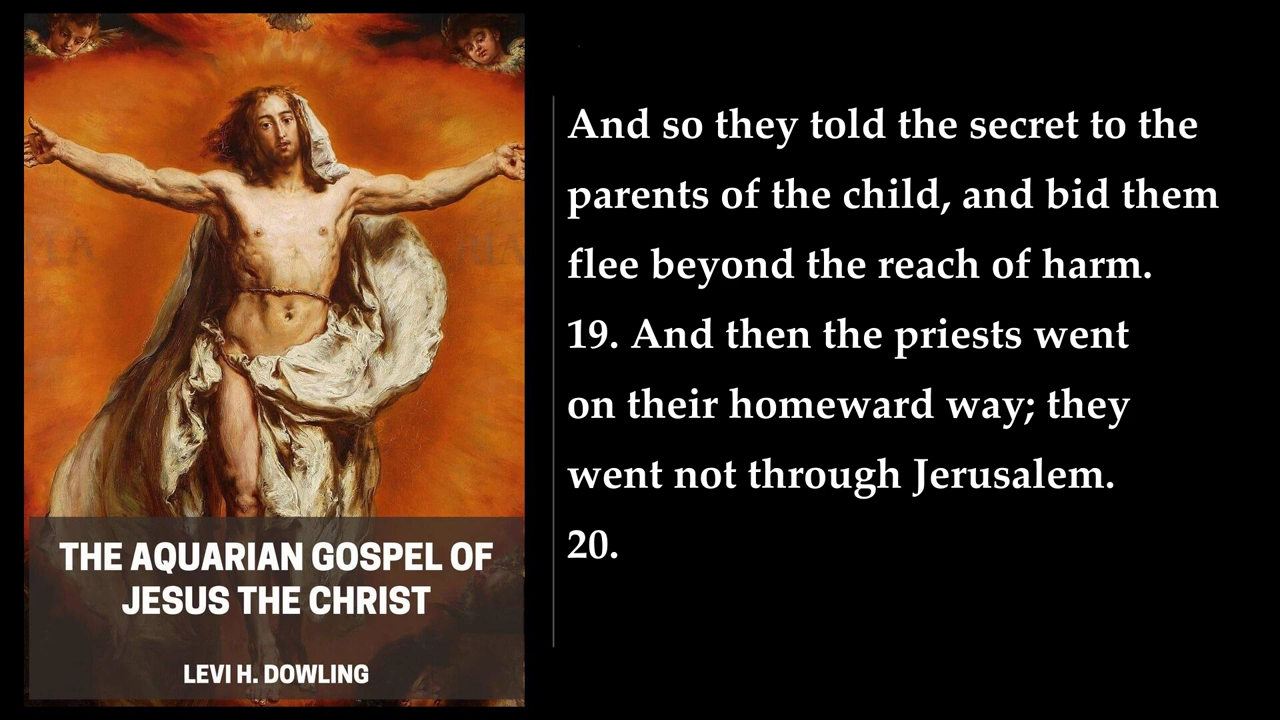 THE AQUARIAN GOSPEL OF
JESUS THE CHRIST
LEVI H. DOWLING
And so they told the secret to the
parents of the child, and bid them
flee beyond the reach of harm.
19. And then the priests went
on their homeward way; they
went not through Jerusalem.
20.